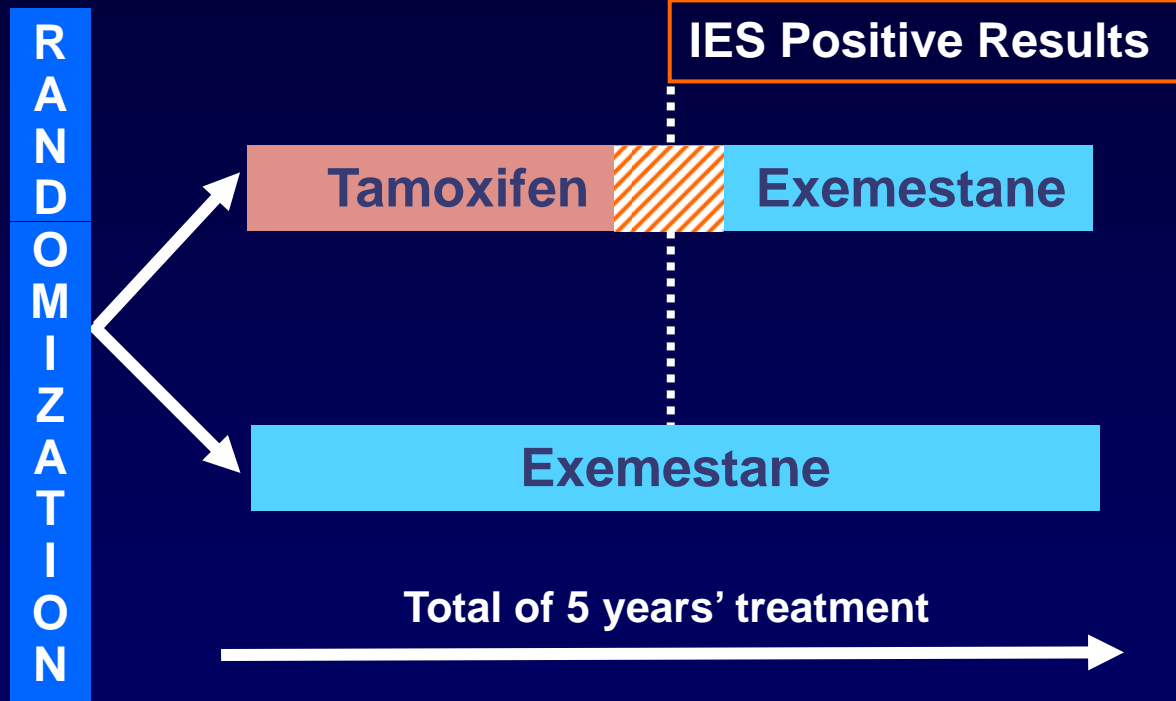 RANDOMIZATION
IES Positive Results
Tamoxifen
Exemestane
Exemestane
Total of 5 years’ treatment